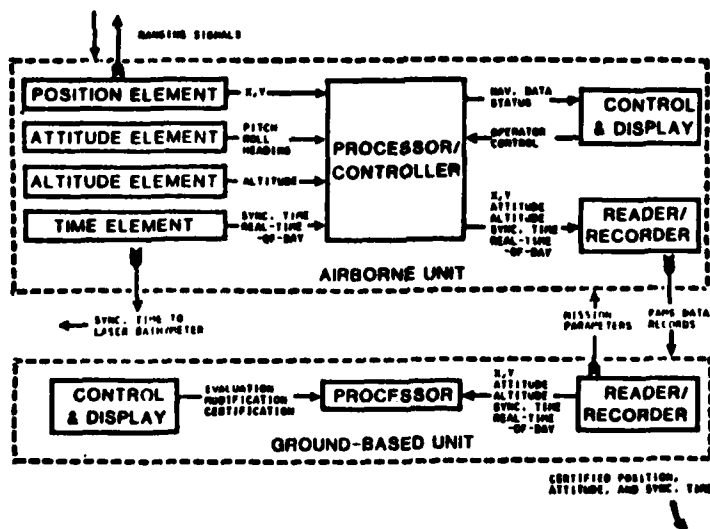 RANGING SIGNALS
POSITION ELEMENT
X,Y
ATTITUDE ELEMENT
PITCH
ROLL
HEADING
ALTITUDE ELEMENT
ALTITUDE
TIME ELEMENT
SYNC. TIME
REAL-TIME
-OF-DAY
PROCESSOR/
CONTROLLER
NAV. DATA
STATUS
OPERATOR
CONTROL
CONTROL
& DISPLAY
X,Y
ATTITUDE
ALTITUDE
SYNC. TIME
REAL-TIME
-OF-DAY
READER/
RECORDER
AIRBORNE UNIT
SYNC. TIME TO
LASER BATHYMETER
MISSION
PARAMETERS
PAMS DATA
RECORDS
CONTROL
& DISPLAY
EVALUATION
MODIFICATION
CERTIFICATION
PROCESSOR
X,Y
ATTITUDE
ALTITUDE
SYNC. TIME
REAL-TIME
-OF-DAY
READER/
RECORDER
GROUND-BASED UNIT
CERTIFIED POSITION,
ATTITUDE, AND SYNC. TIME